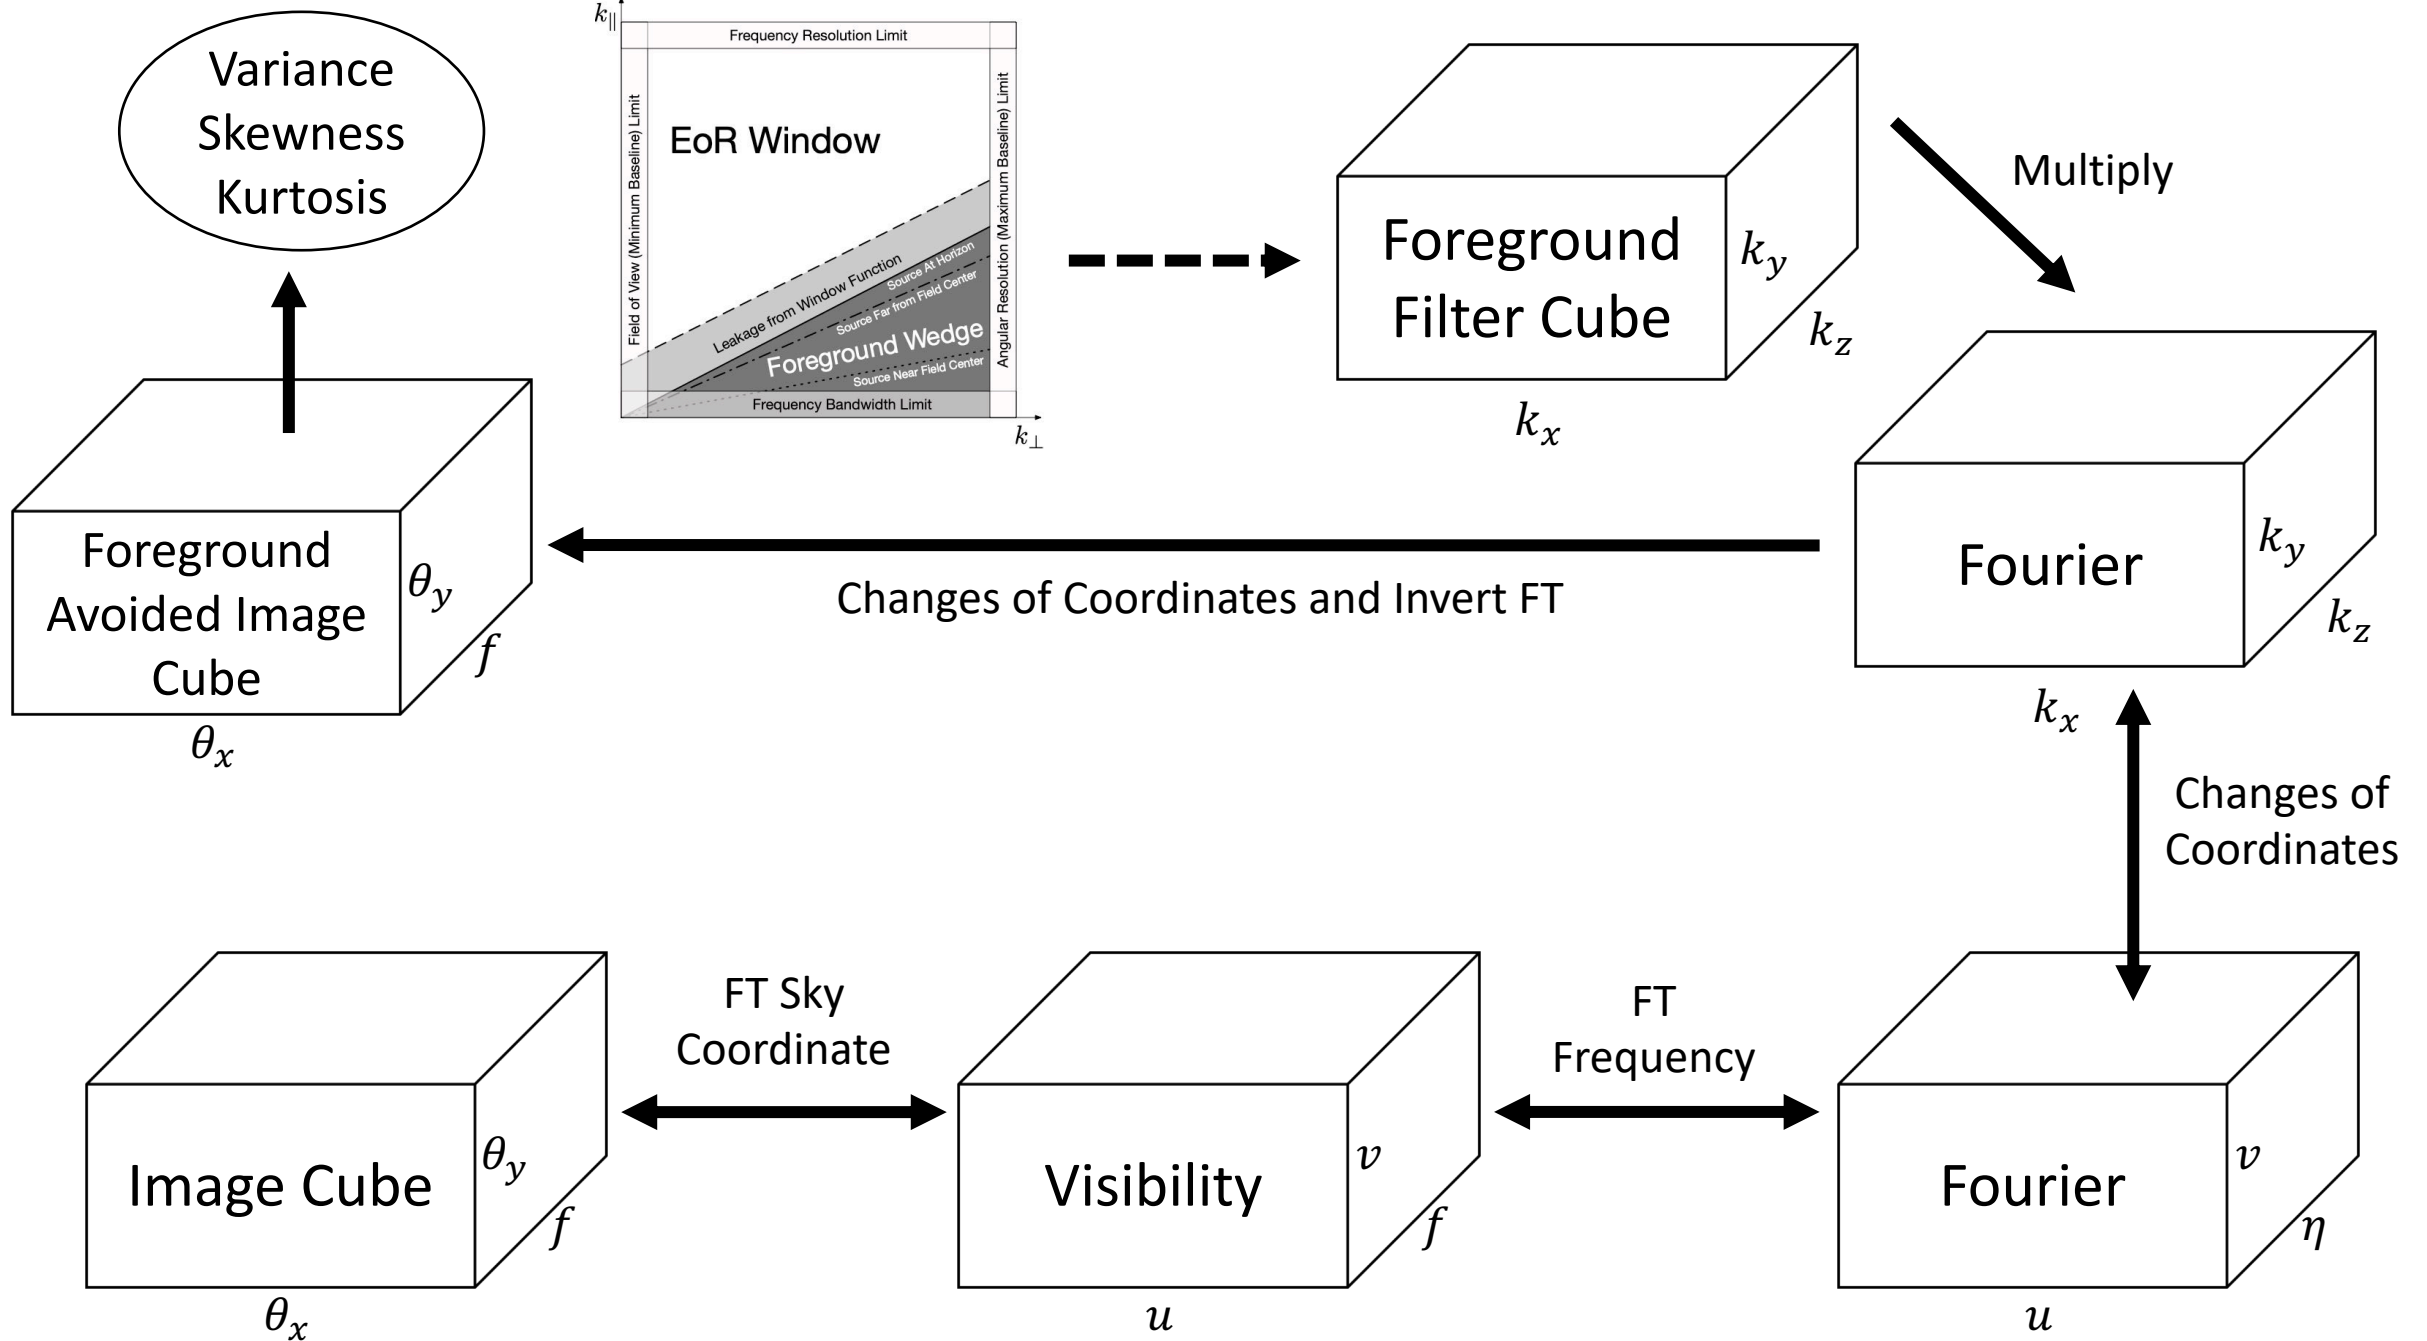 Variance
Skewness
Kurtosis
k∥
Frequency Resolution Limit
Field of View (Minimum Baseline) Limit
EoR Window
Angular Resolution (Maximum Baseline) Limit
Leakage from Window Function
Source At Horizon
Source Far from Field Center
Foreground Wedge
Source Near Field Center
Frequency Bandwidth Limit
k⊥
Foreground
Filter Cube
k_y
k_z
k_x
Multiply
Foreground
Avoided Image
Cube
θ_y
f
θ_x
Changes of Coordinates and Invert FT
Fourier
k_y
k_z
k_x
Changes of
Coordinates
Image Cube
θ_y
f
θ_x
FT Sky
Coordinate
Visibility
v
f
u
FT
Frequency
Fourier
v
η
u